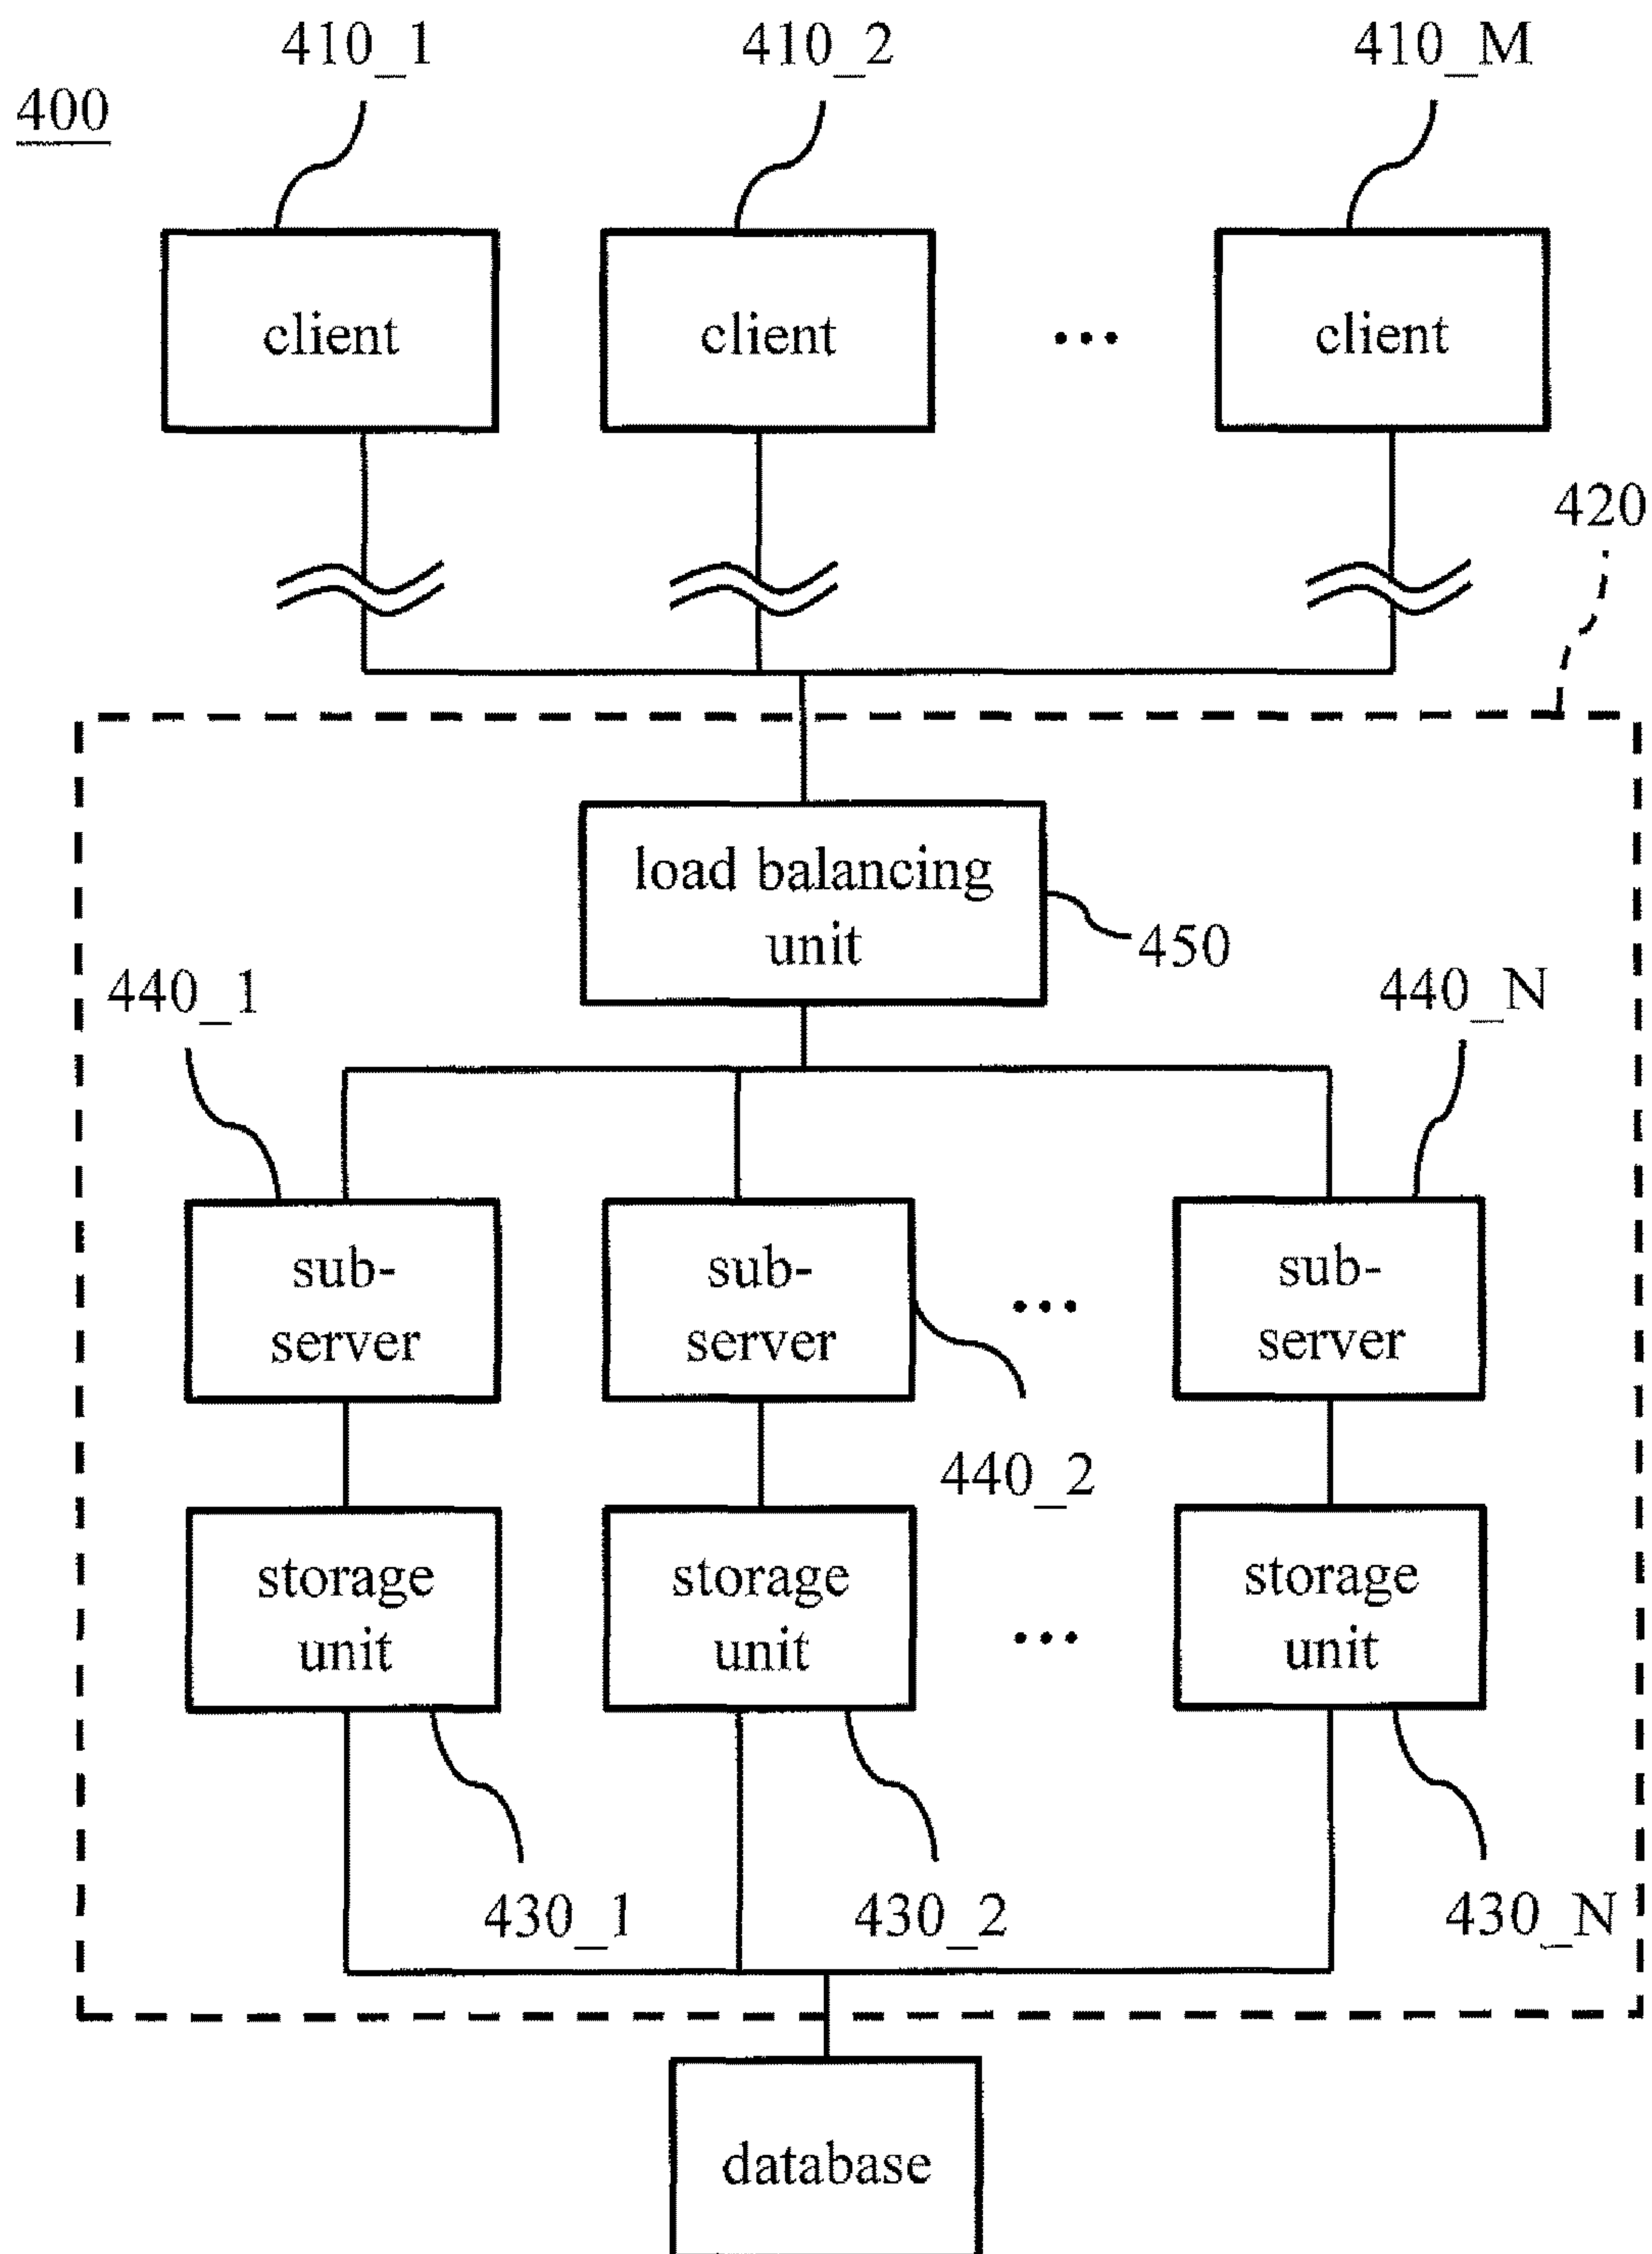 410_1 410_2 410_M
400
client client ... client
420
load balancing
unit
450
440_1 440_N
sub-
server
sub-
server
...
sub-
server
440_2
storage
unit
storage
unit
...
storage
unit
430_1 430_2 430_N
database